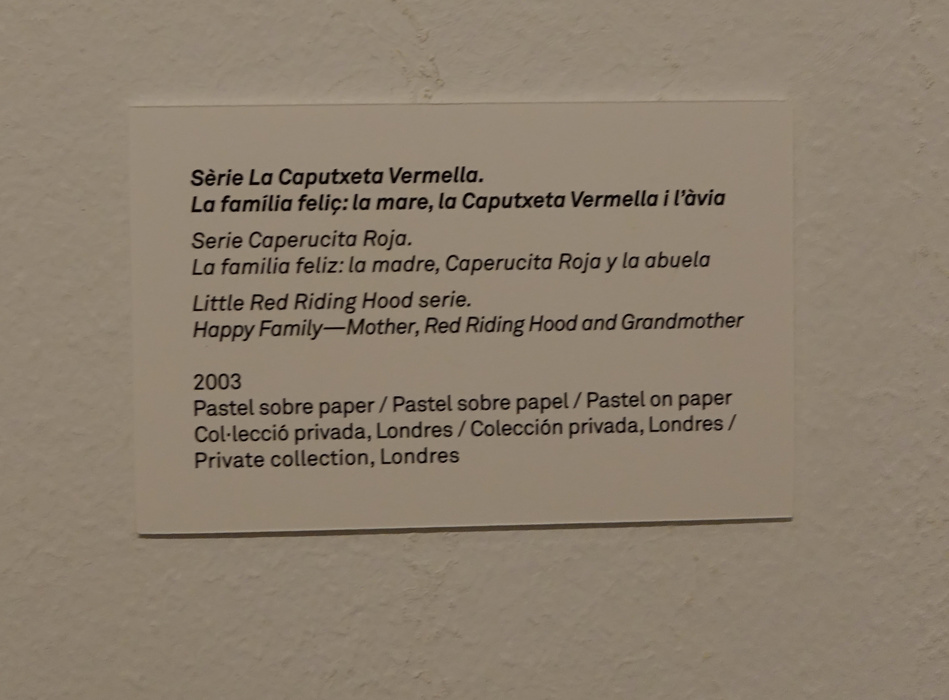 Sèrie La Caputxeta Vermella.
La família feliç: la mare, la Caputxeta Vermella i l'àvia
Serie Caperucita Roja.
La familia feliz: la madre, Caperucita Roja y la abuela
Little Red Riding Hood serie.
Happy Family—Mother, Red Riding Hood and Grandmother
2003
Pastel sobre paper / Pastel sobre papel / Pastel on paper
Col·lecció privada, Londres / Colección privada, Londres /
Private collection, Londres